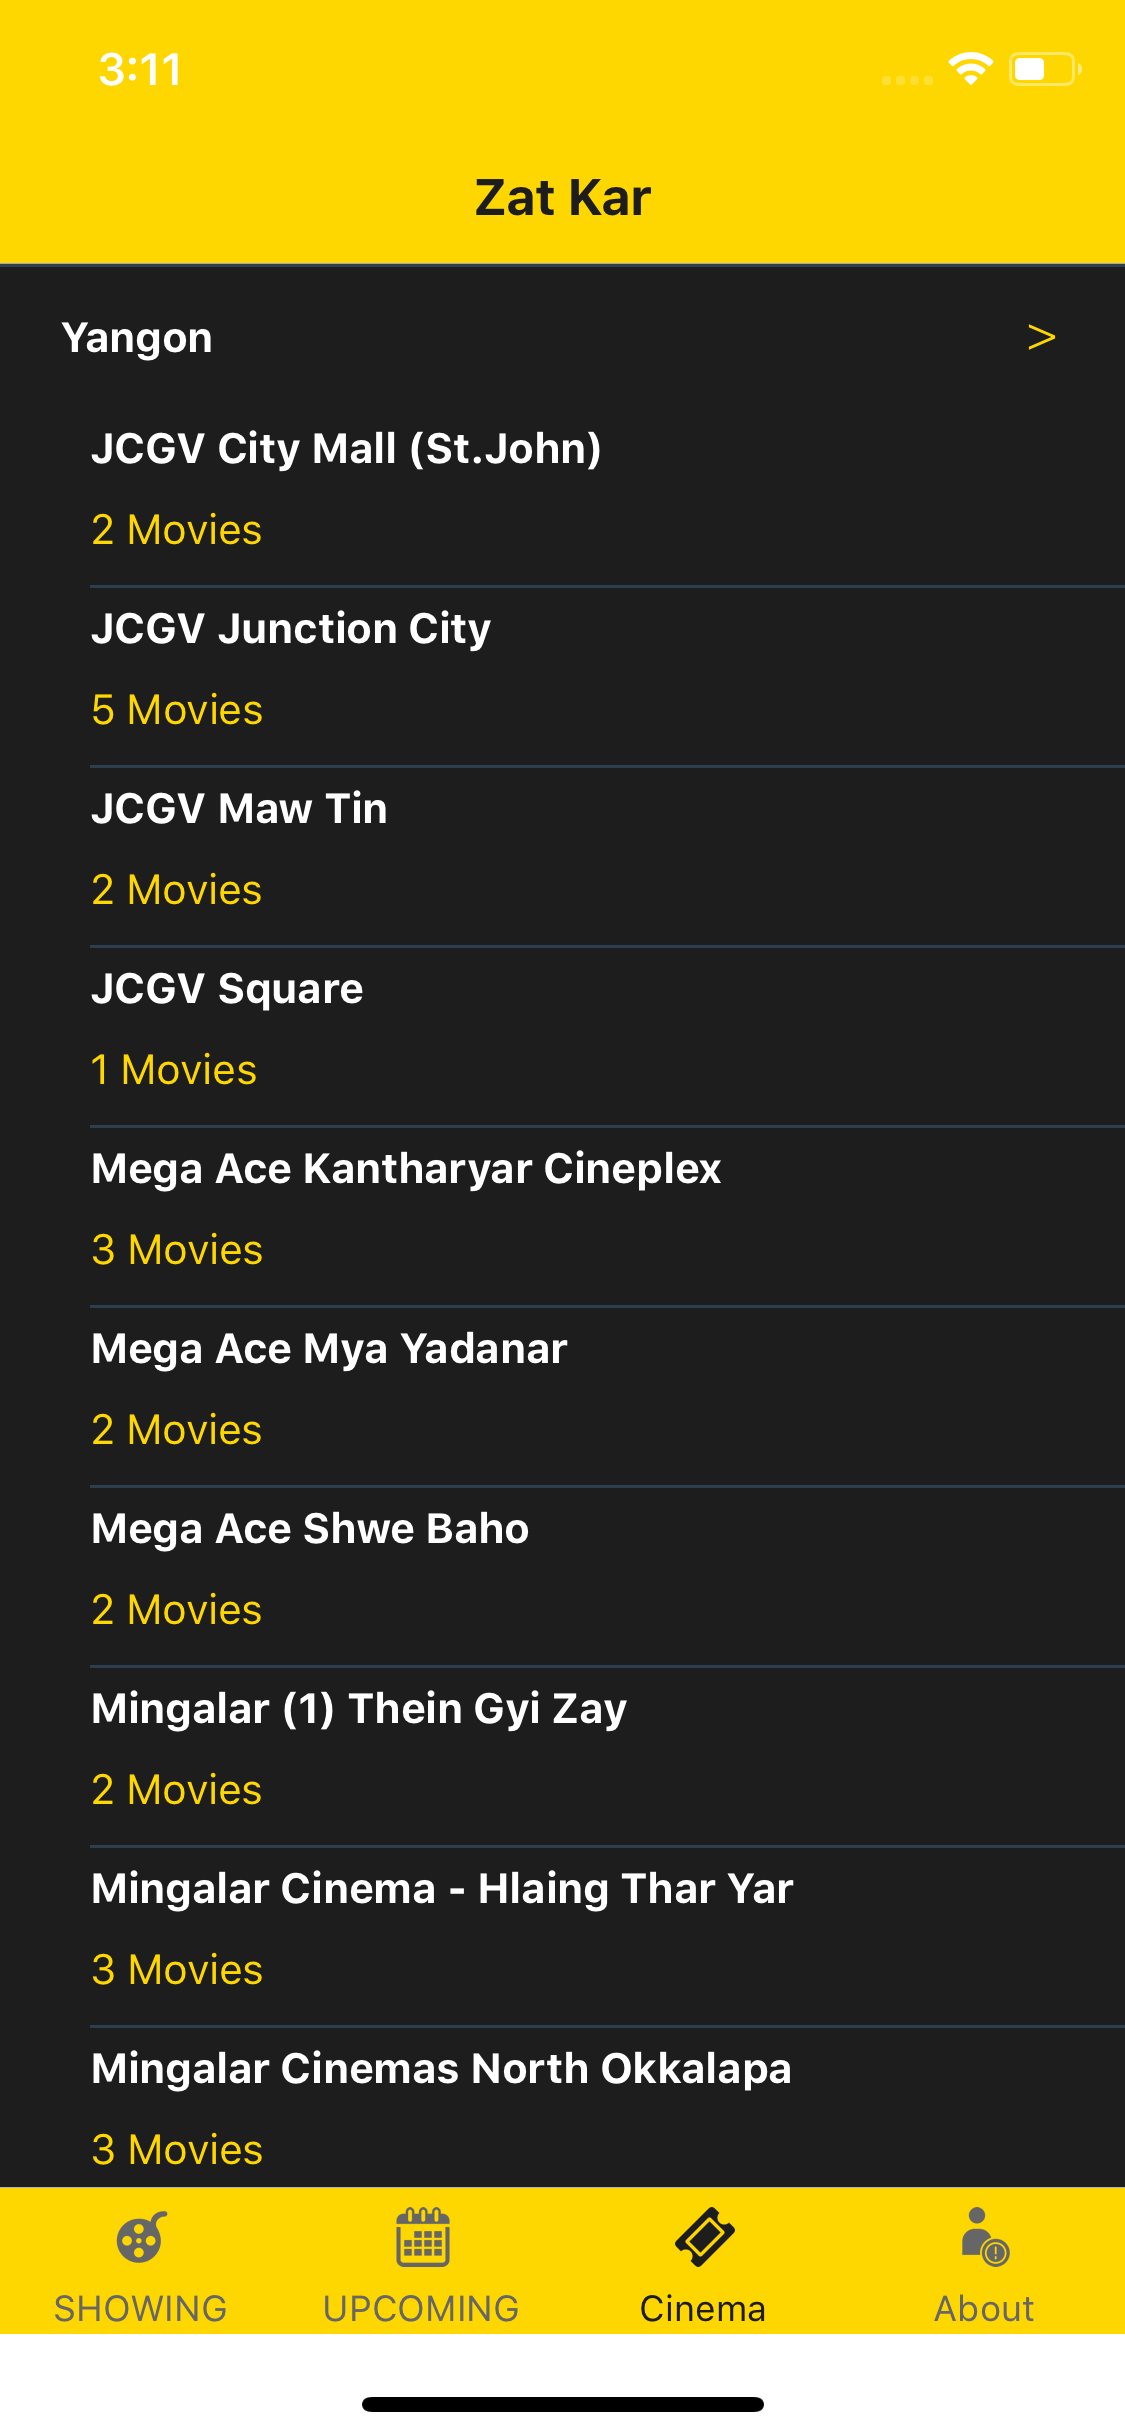 3:11
Zat Kar
Yangon >
JCGV City Mall (St.John)
2 Movies
JCGV Junction City
5 Movies
JCGV Maw Tin
2 Movies
JCGV Square
1 Movies
Mega Ace Kantharyar Cineplex
3 Movies
Mega Ace Mya Yadanar
2 Movies
Mega Ace Shwe Baho
2 Movies
Mingalar (1) Thein Gyi Zay
2 Movies
Mingalar Cinema - Hlaing Thar Yar
3 Movies
Mingalar Cinemas North Okkalapa
3 Movies
SHOWING UPCOMING Cinema About